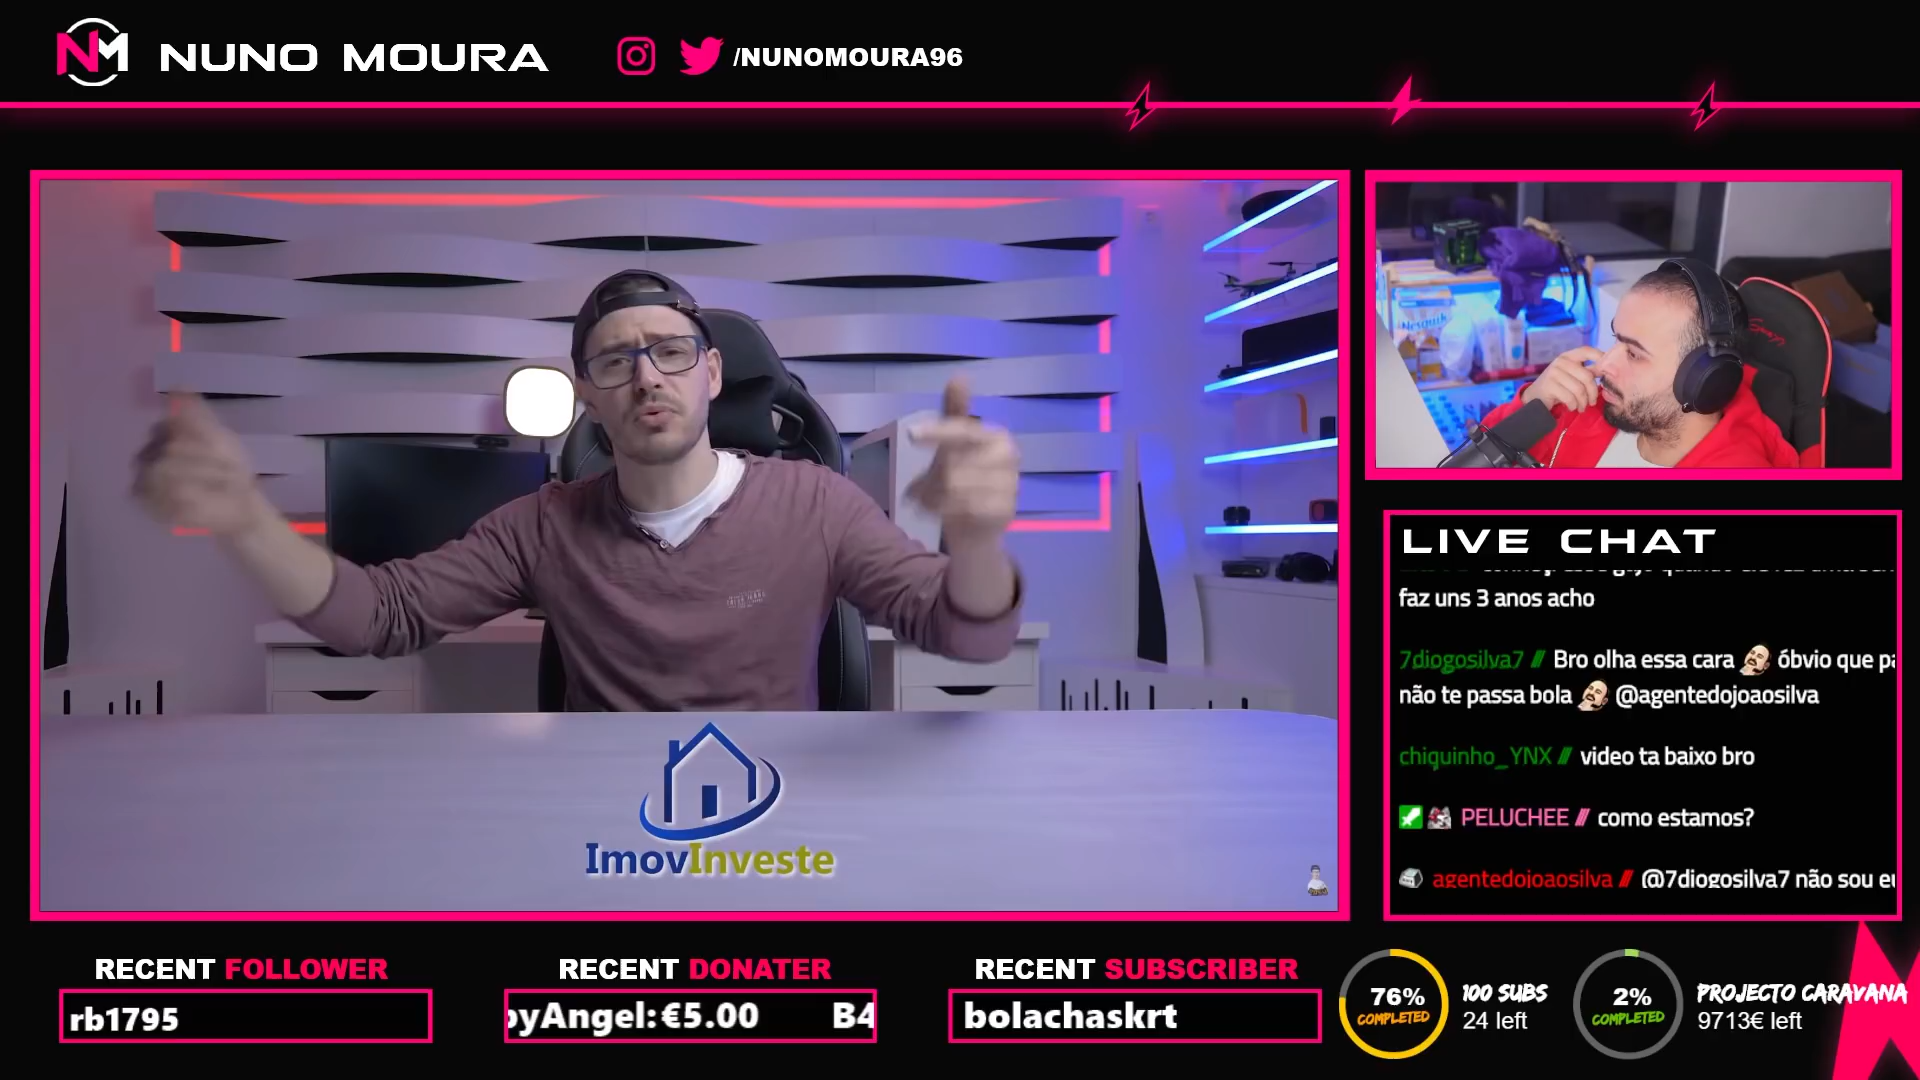 NM NUNO MOURA /NUNOMOURA96
Nesquik
ImovInveste
LIVE CHAT
faz uns 3 anos acho
7diogosilva7 // Bro olha essa cara óbvio que
não te passa bola @agentedojoaosilva
chiquinho_YNX // video ta baixo bro
PELUCHEE // como estamos?
agentedojoaosilva // @7diogosilva7 não sou
RECENT FOLLOWER
rb1795
RECENT DONATER
byAngel: €5.00 B4
RECENT SUBSCRIBER
bolachaskrt
76%
COMPLETED
100 SUBS
24 left
2%
COMPLETED
PROJECTO CARAVANA
9713€ left